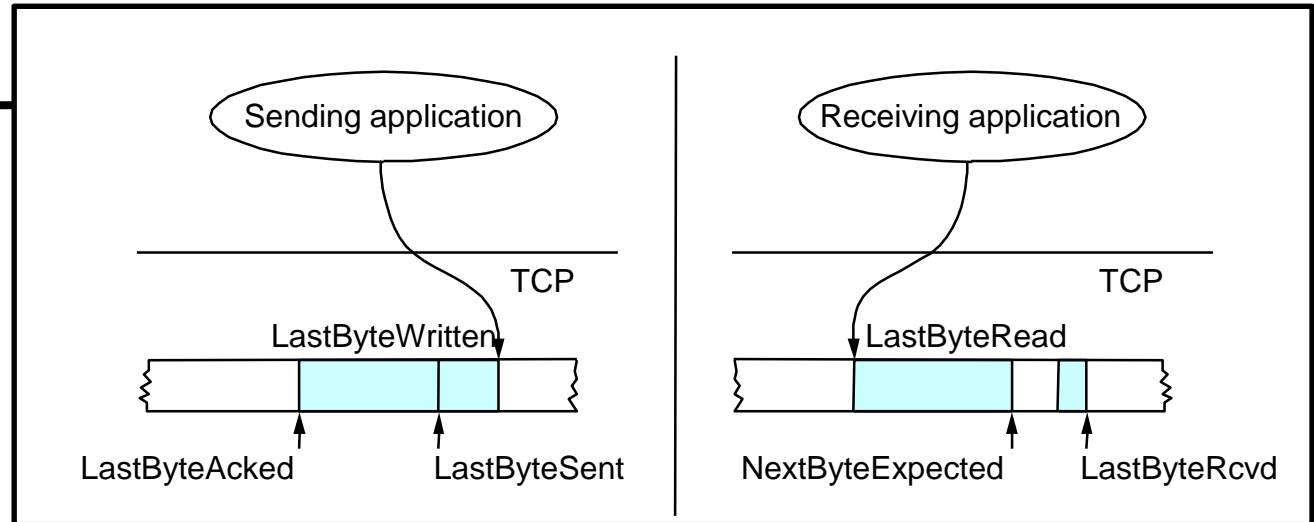 Sending application
Receiving application
TCP
TCP
LastByteWritten
LastByteRead
LastByteAcked
LastByteSent
NextByteExpected
LastByteRcvd